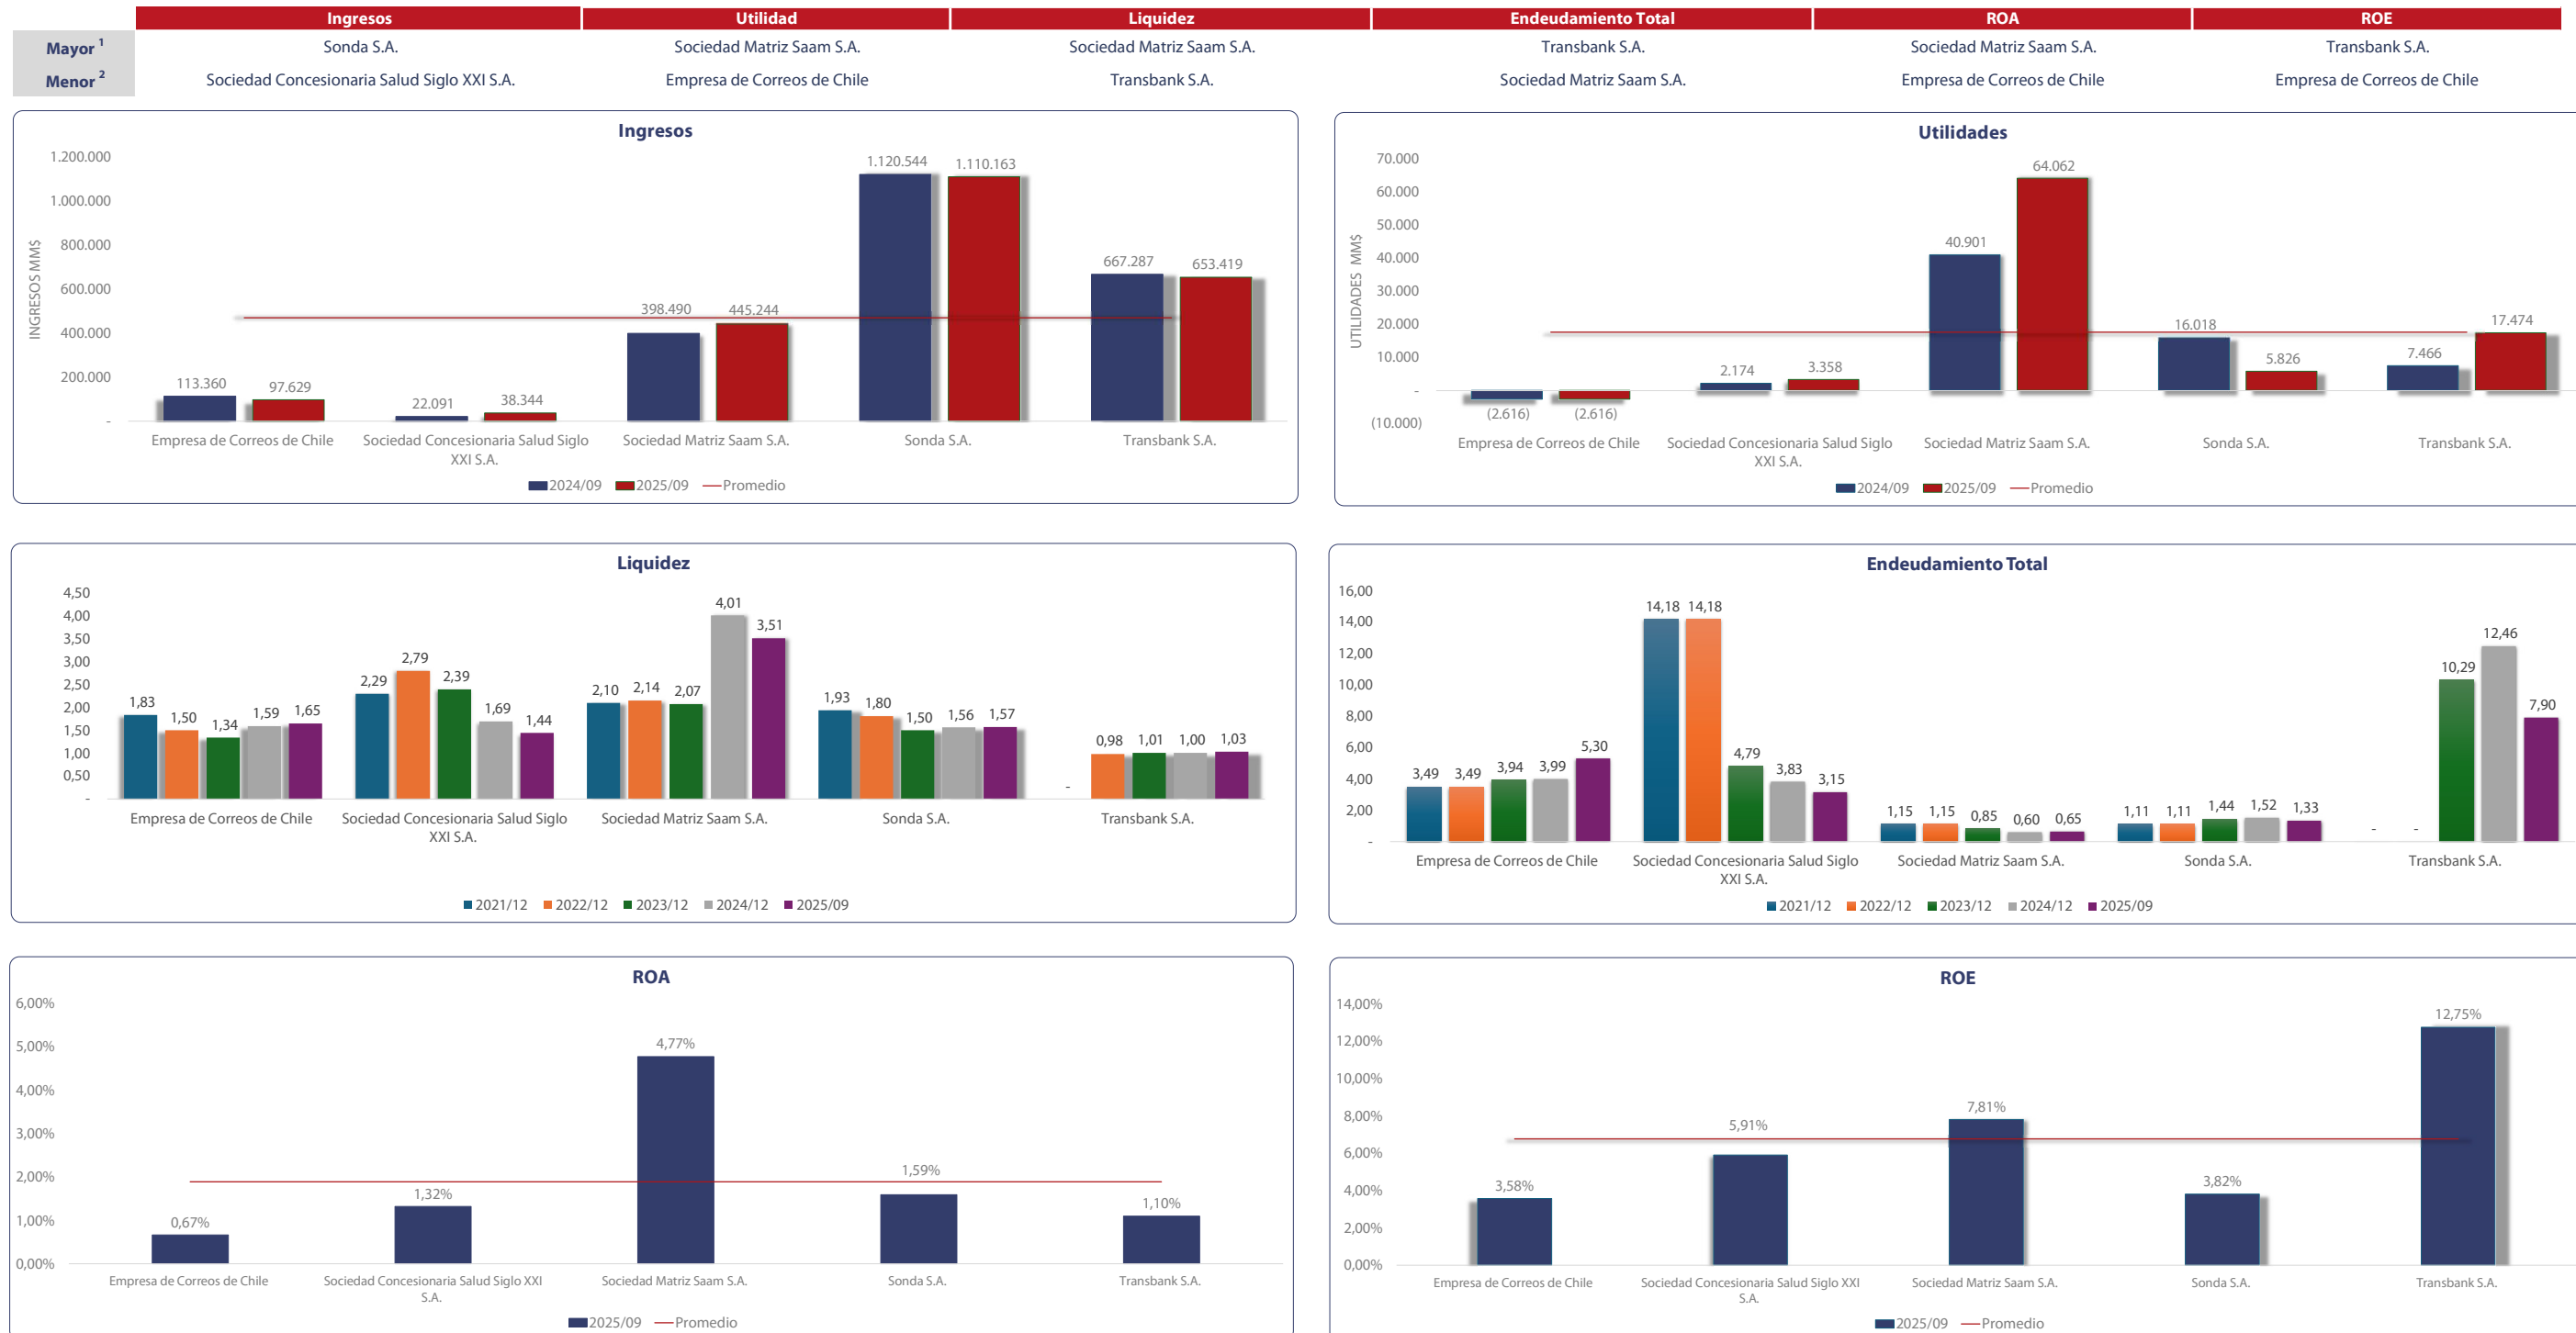 Ingresos Utilidad Liquidez Endeudamiento Total ROA ROE
Mayor 1 Sonda S.A. Sociedad Matriz Saam S.A. Sociedad Matriz Saam S.A. Transbank S.A. Sociedad Matriz Saam S.A. Transbank S.A.
Menor 2 Sociedad Concesionaria Salud Siglo XXI S.A. Empresa de Correos de Chile Transbank S.A. Sociedad Matriz Saam S.A. Empresa de Correos de Chile Empresa de Correos de Chile
Ingresos
INGRESOS MM$
1.200.000
1.000.000
800.000
600.000
400.000
200.000
-
113.360 97.629 22.091 38.344 398.490 445.244 1.120.544 1.110.163 667.287 653.419
Empresa de Correos de Chile Sociedad Concesionaria Salud Siglo Sociedad Matriz Saam S.A. Sonda S.A. Transbank S.A.
XXI S.A.
2024/09 2025/09 Promedio
Utilidades
UTILIDADES MM$
70.000
60.000
50.000
40.000
30.000
20.000
10.000
-
(10.000)
(2.616) (2.616) 2.174 3.358 40.901 64.062 16.018 5.826 7.466 17.474
Empresa de Correos de Chile Sociedad Concesionaria Salud Siglo Sociedad Matriz Saam S.A. Sonda S.A. Transbank S.A.
XXI S.A.
2024/09 2025/09 Promedio
Liquidez
4,50
4,00
3,50
3,00
2,50
2,00
1,50
1,00
0,50
-
1,83 1,50 1,34 1,59 1,65 2,29 2,79 2,39 1,69 1,44 2,10 2,14 2,07 4,01 3,51 1,93 1,80 1,50 1,56 1,57 - 0,98 1,01 1,00 1,03
Empresa de Correos de Chile Sociedad Concesionaria Salud Siglo Sociedad Matriz Saam S.A. Sonda S.A. Transbank S.A.
XXI S.A.
2021/12 2022/12 2023/12 2024/12 2025/09
Endeudamiento Total
16,00
14,00
12,00
10,00
8,00
6,00
4,00
2,00
-
3,49 3,49 3,94 3,99 5,30 14,18 14,18 4,79 3,83 3,15 1,15 1,15 0,85 0,60 0,65 1,11 1,11 1,44 1,52 1,33 - - 10,29 12,46 7,90
Empresa de Correos de Chile Sociedad Concesionaria Salud Siglo Sociedad Matriz Saam S.A. Sonda S.A. Transbank S.A.
XXI S.A.
2021/12 2022/12 2023/12 2024/12 2025/09
ROA
6,00%
5,00%
4,00%
3,00%
2,00%
1,00%
0,00%
0,67% 1,32% 4,77% 1,59% 1,10%
Empresa de Correos de Chile Sociedad Concesionaria Salud Siglo XXI Sociedad Matriz Saam S.A. Sonda S.A. Transbank S.A.
S.A.
2025/09 Promedio
ROE
14,00%
12,00%
10,00%
8,00%
6,00%
4,00%
2,00%
0,00%
3,58% 5,91% 7,81% 3,82% 12,75%
Empresa de Correos de Chile Sociedad Concesionaria Salud Siglo XXI Sociedad Matriz Saam S.A. Sonda S.A. Transbank S.A.
S.A.
2025/09 Promedio